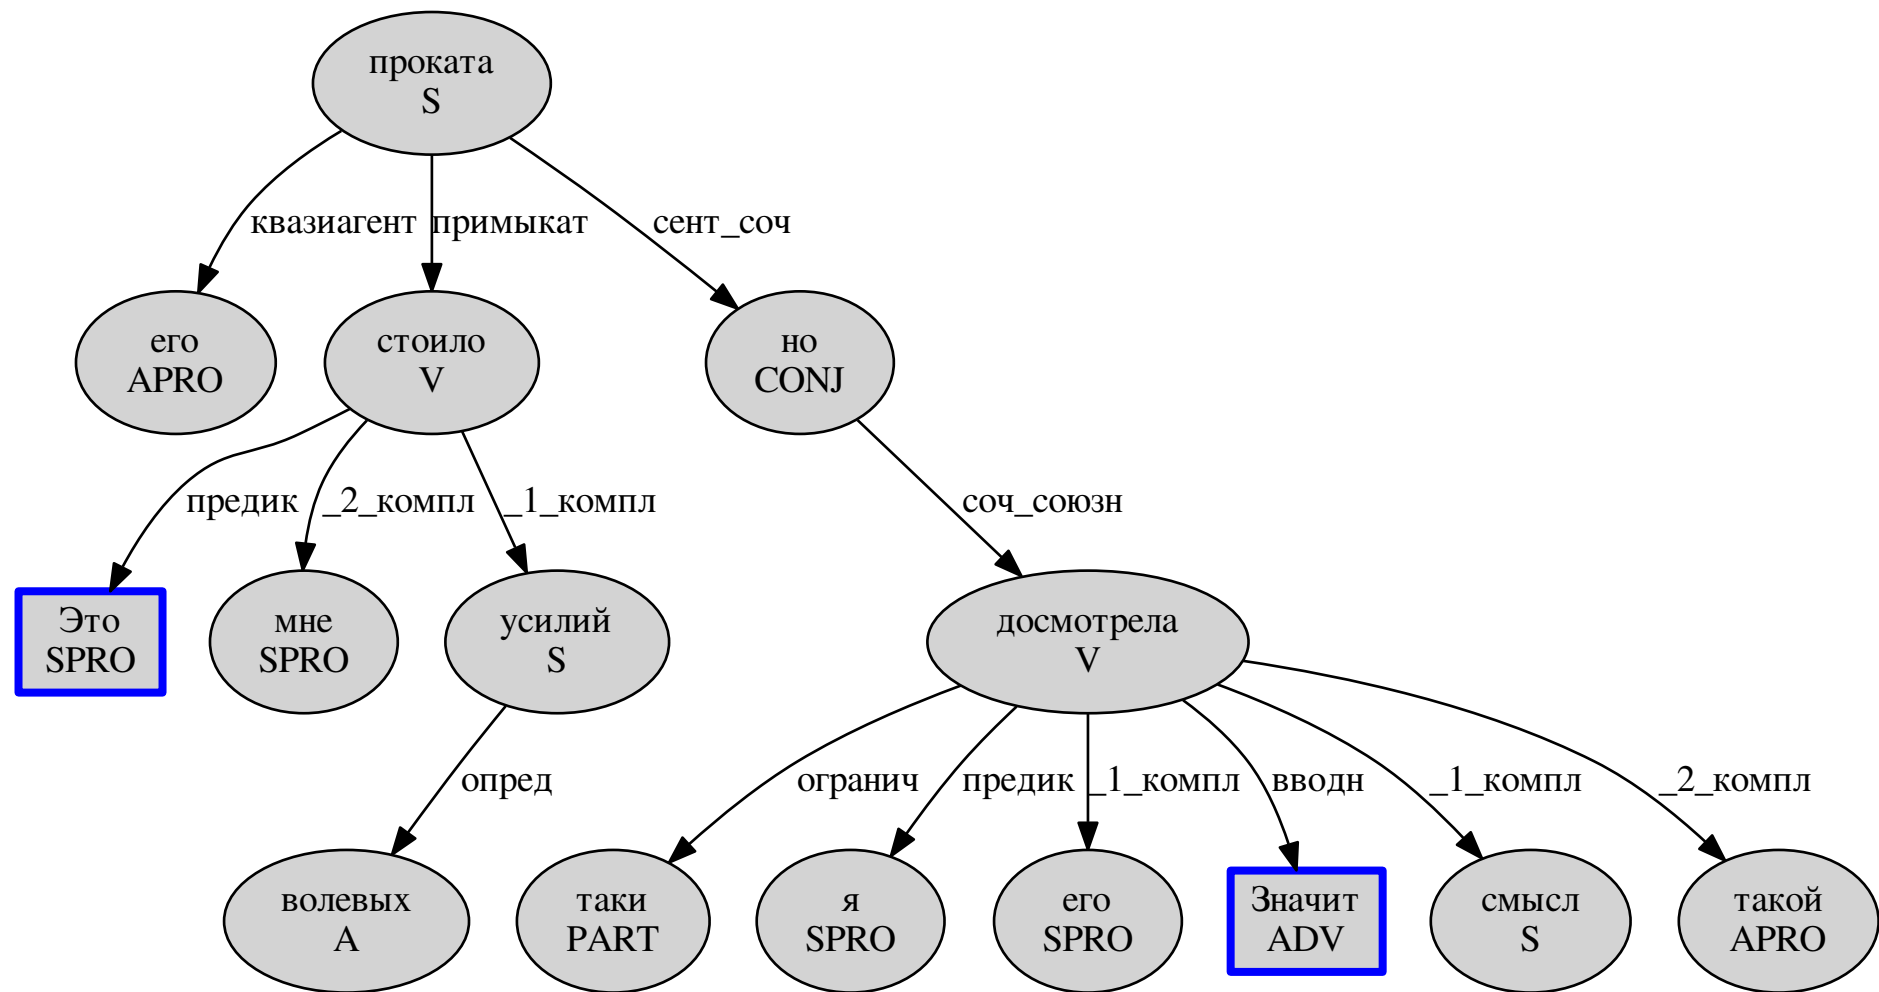 проката
S
квазиагент
примыкат
сент_соч
его
APRO
стоило
V
но
CONJ
предик
_2_компл
_1_компл
соч_союзн
Это
SPRO
мне
SPRO
усилий
S
досмотрела
V
опред
огранич
предик
_1_компл
вводн
_1_компл
_2_компл
волевых
A
таки
PART
я
SPRO
его
SPRO
Значит
ADV
смысл
S
такой
APRO